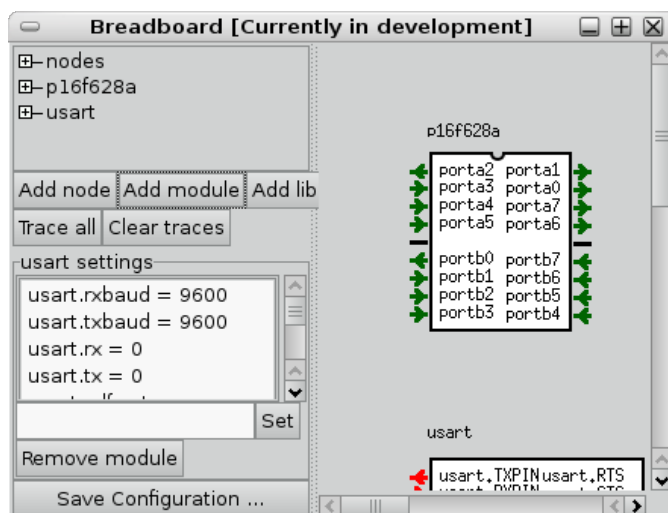 Breadboard [Currently in development]
nodes
p16f628a
usart
Add node Add module Add lib
Trace all Clear traces
usart settings
usart.rxbaud = 9600
usart.txbaud = 9600
usart.rx = 0
usart.tx = 0
Set
Remove module
Save Configuration ...
p16f628a
porta2 porta1
porta3 porta0
porta4 porta7
porta5 porta6
portb0 portb7
portb1 portb6
portb2 portb5
portb3 portb4
usart
usart.TXPIN usart.RTS